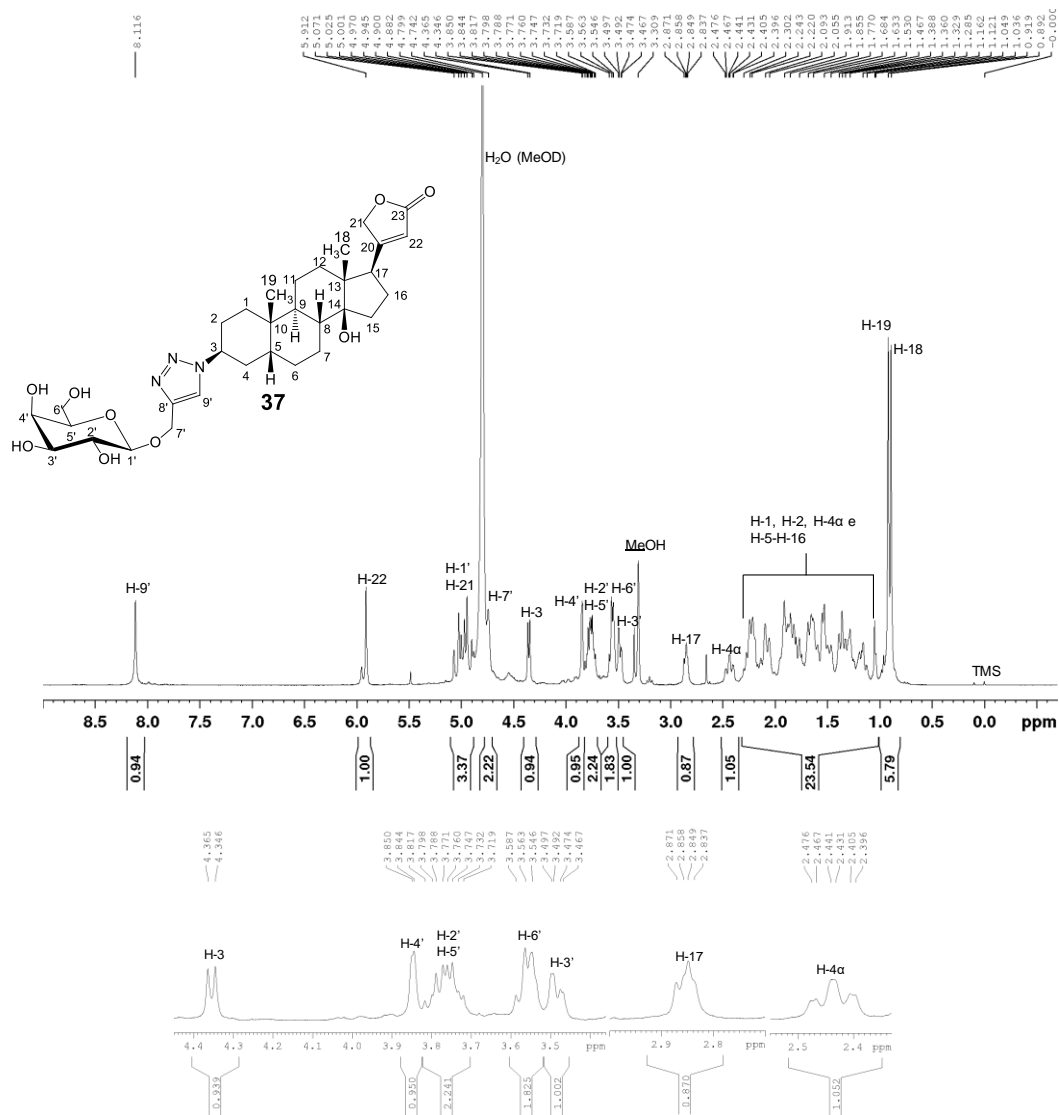 8.116
5.912
5.071
5.025
5.001
4.970
4.945
4.900
4.882
4.799
4.742
4.365
4.346
3.850
3.844
3.817
3.798
3.788
3.771
3.760
3.747
3.732
3.719
3.587
3.563
3.546
3.497
3.492
3.474
3.467
3.309
2.871
2.858
2.849
2.837
2.476
2.467
2.441
2.431
2.405
2.396
2.302
2.243
2.220
2.093
2.055
1.913
1.855
1.770
1.684
1.633
1.530
1.467
1.388
1.360
1.329
1.285
1.162
1.121
1.049
1.036
0.919
0.892
0.000
H₂O (MeOD)
O
O
23
21
22
20
18
H₃C
12
17
11
13
16
19
CH₃
H
14
1
9
8
15
2
10
H
OH
3
5
7
4
6
H
N
N
N
9'
8'
7'
37
OH
OH
6'
4'
O
5'
2'
O
HO
3'
OH
1'
H-19
H-18
H-1, H-2, H-4α e
H-5-H-16
MeOH
H-9'
H-22
H-1'
H-21
H-7'
H-3
H-4'
H-2'
H-5'
H-6'
H-3'
H-17
H-4α
TMS
8.5 8.0 7.5 7.0 6.5 6.0 5.5 5.0 4.5 4.0 3.5 3.0 2.5 2.0 1.5 1.0 0.50 0.0 ppm
0.94
1.00
3.37
2.22
0.94
0.95
2.24
1.83
1.00
0.87
1.05
23.54
5.79
4.365
4.346
3.850
3.844
3.817
3.798
3.788
3.771
3.760
3.747
3.732
3.719
3.587
3.563
3.546
3.497
3.492
3.474
3.467
2.871
2.858
2.849
2.837
2.476
2.467
2.441
2.431
2.405
2.396
H-3
H-4'
H-2'
H-5'
H-6'
H-3'
H-17
H-4α
4.4 4.3 4.2 4.1 4.0 3.9 3.8 3.7 3.6 3.5 ppm
2.9 2.8 ppm
2.5 2.4 ppm
0.939
0.950
2.241
1.825
1.002
0.870
1.052